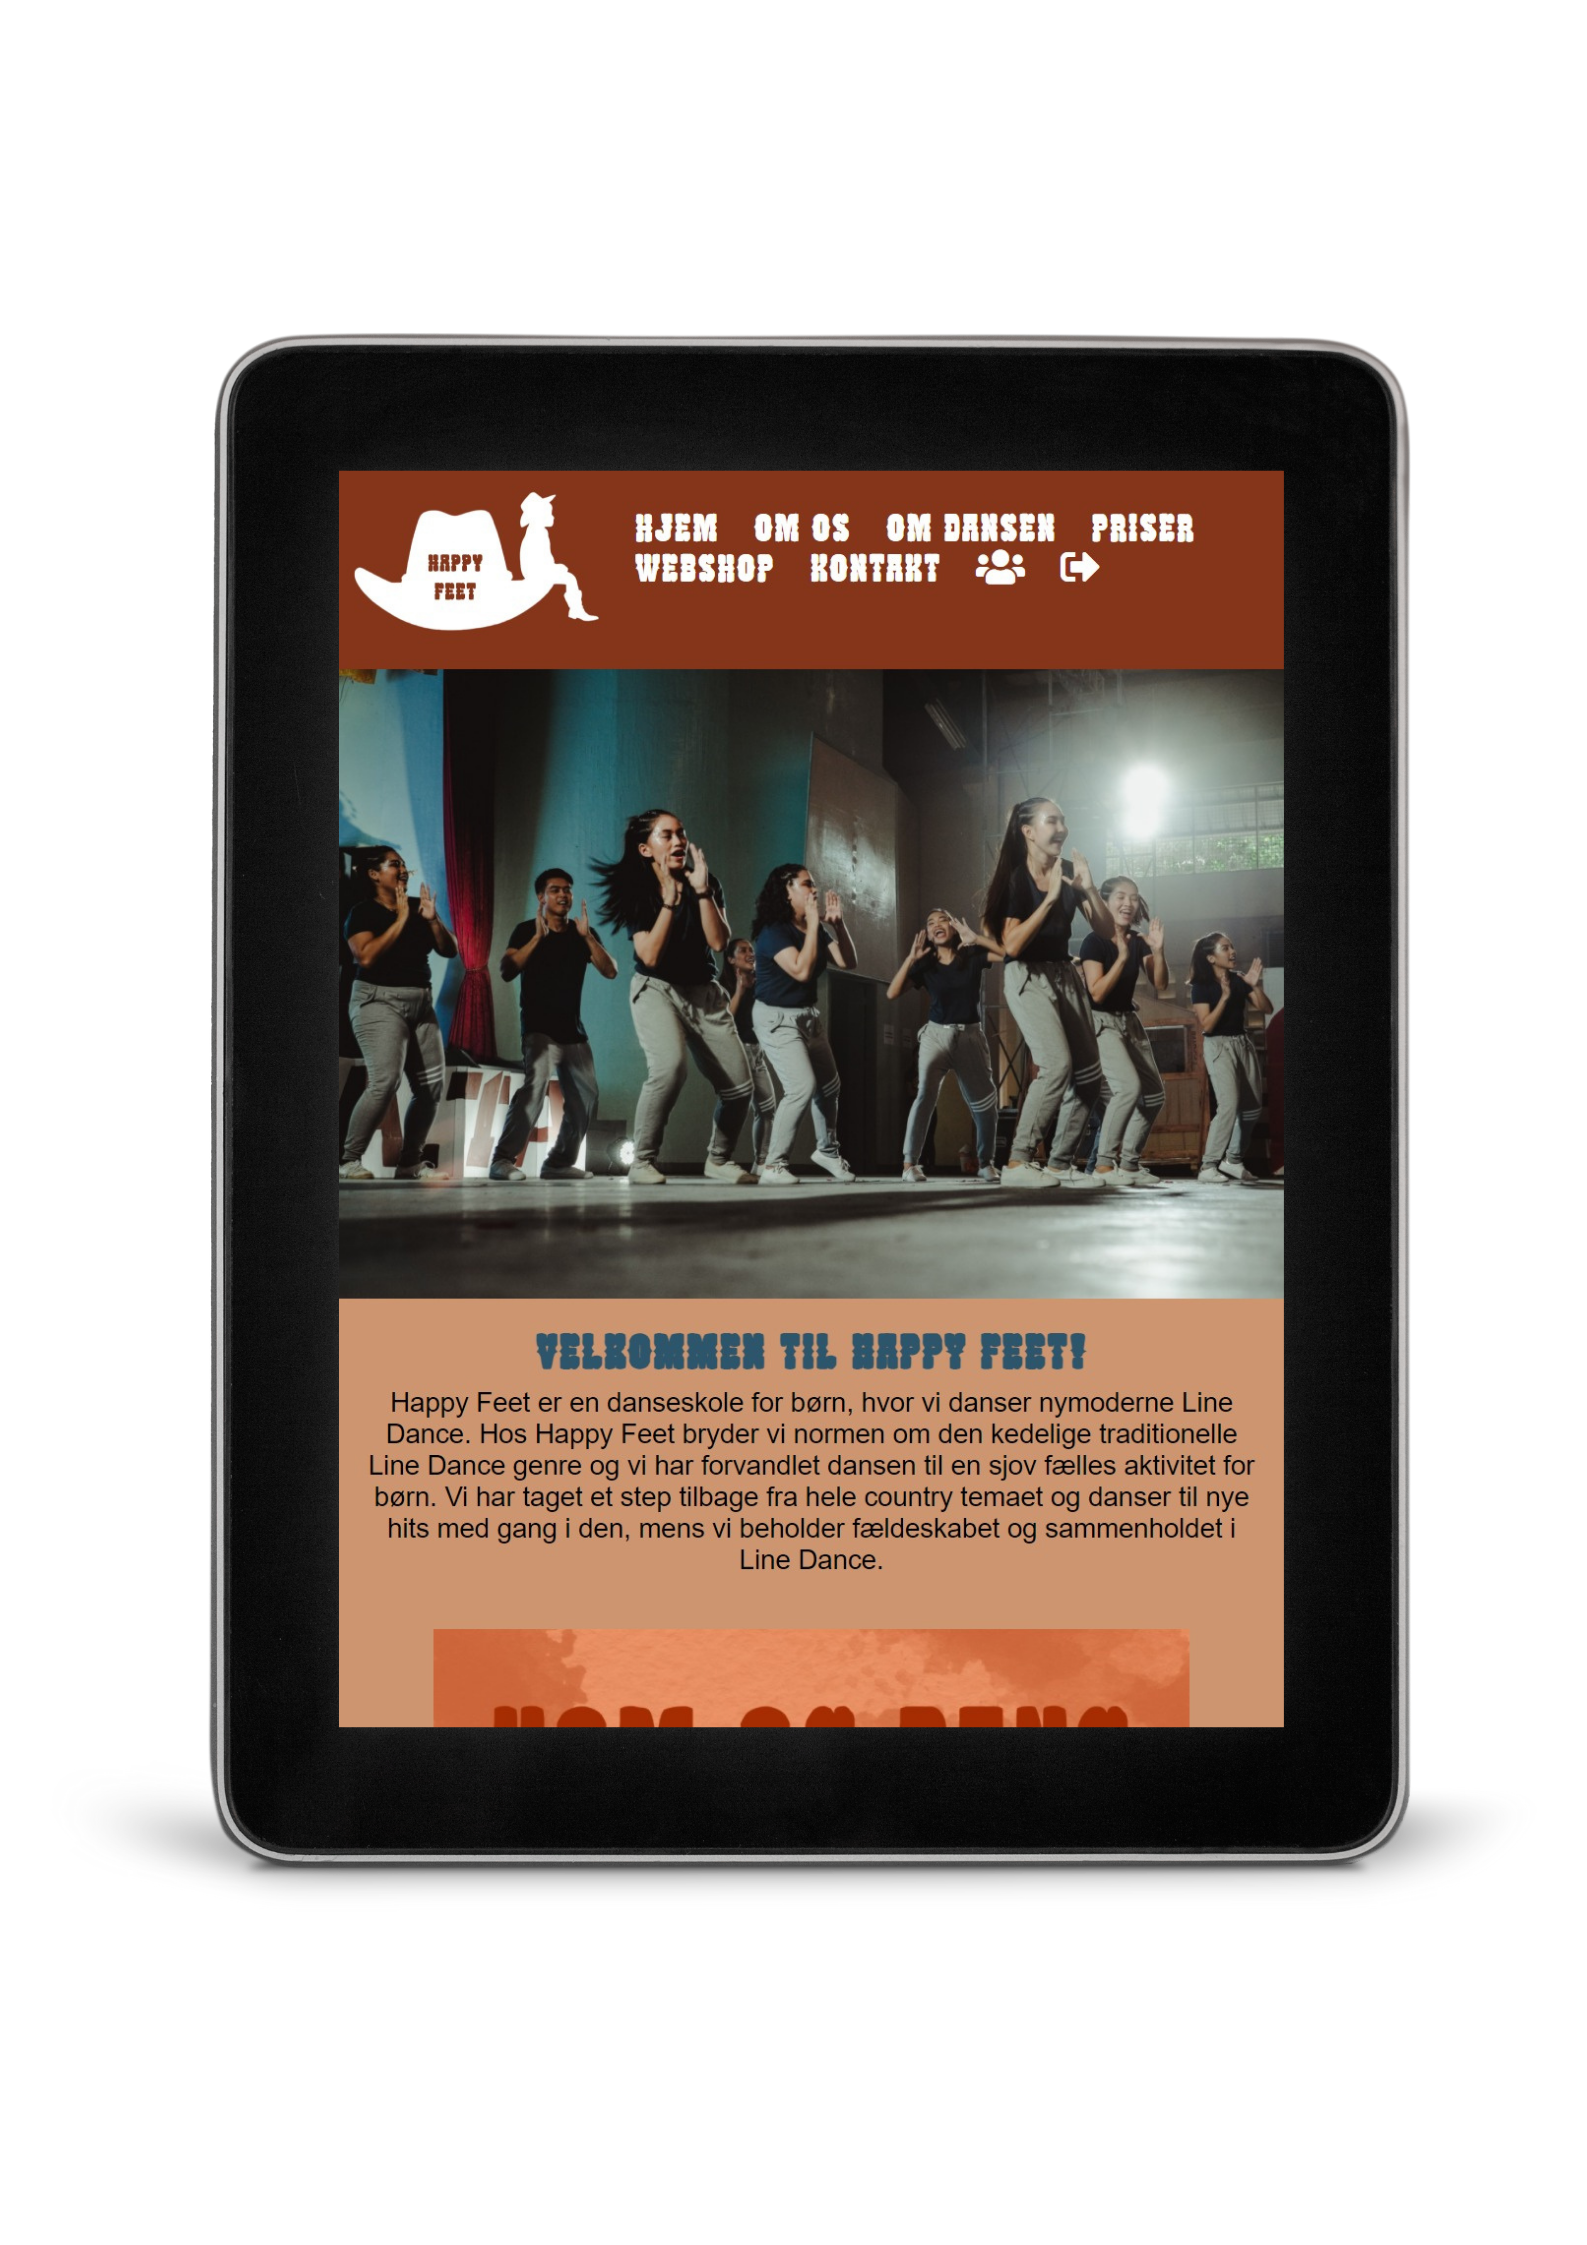 HAPPY
FEET
HJEM OM OS OM DANSEN PRISER
WEBSHOP KONTAKT
VELKOMMEN TIL HAPPY FEET!
Happy Feet er en danseskole for børn, hvor vi danser nymoderne Line
Dance. Hos Happy Feet bryder vi normen om den kedelige traditionelle
Line Dance genre og vi har forvandlet dansen til en sjov fælles aktivitet for
børn. Vi har taget et step tilbage fra hele country temaet og danser til nye
hits med gang i den, mens vi beholder fældeskabet og sammenholdet i
Line Dance.